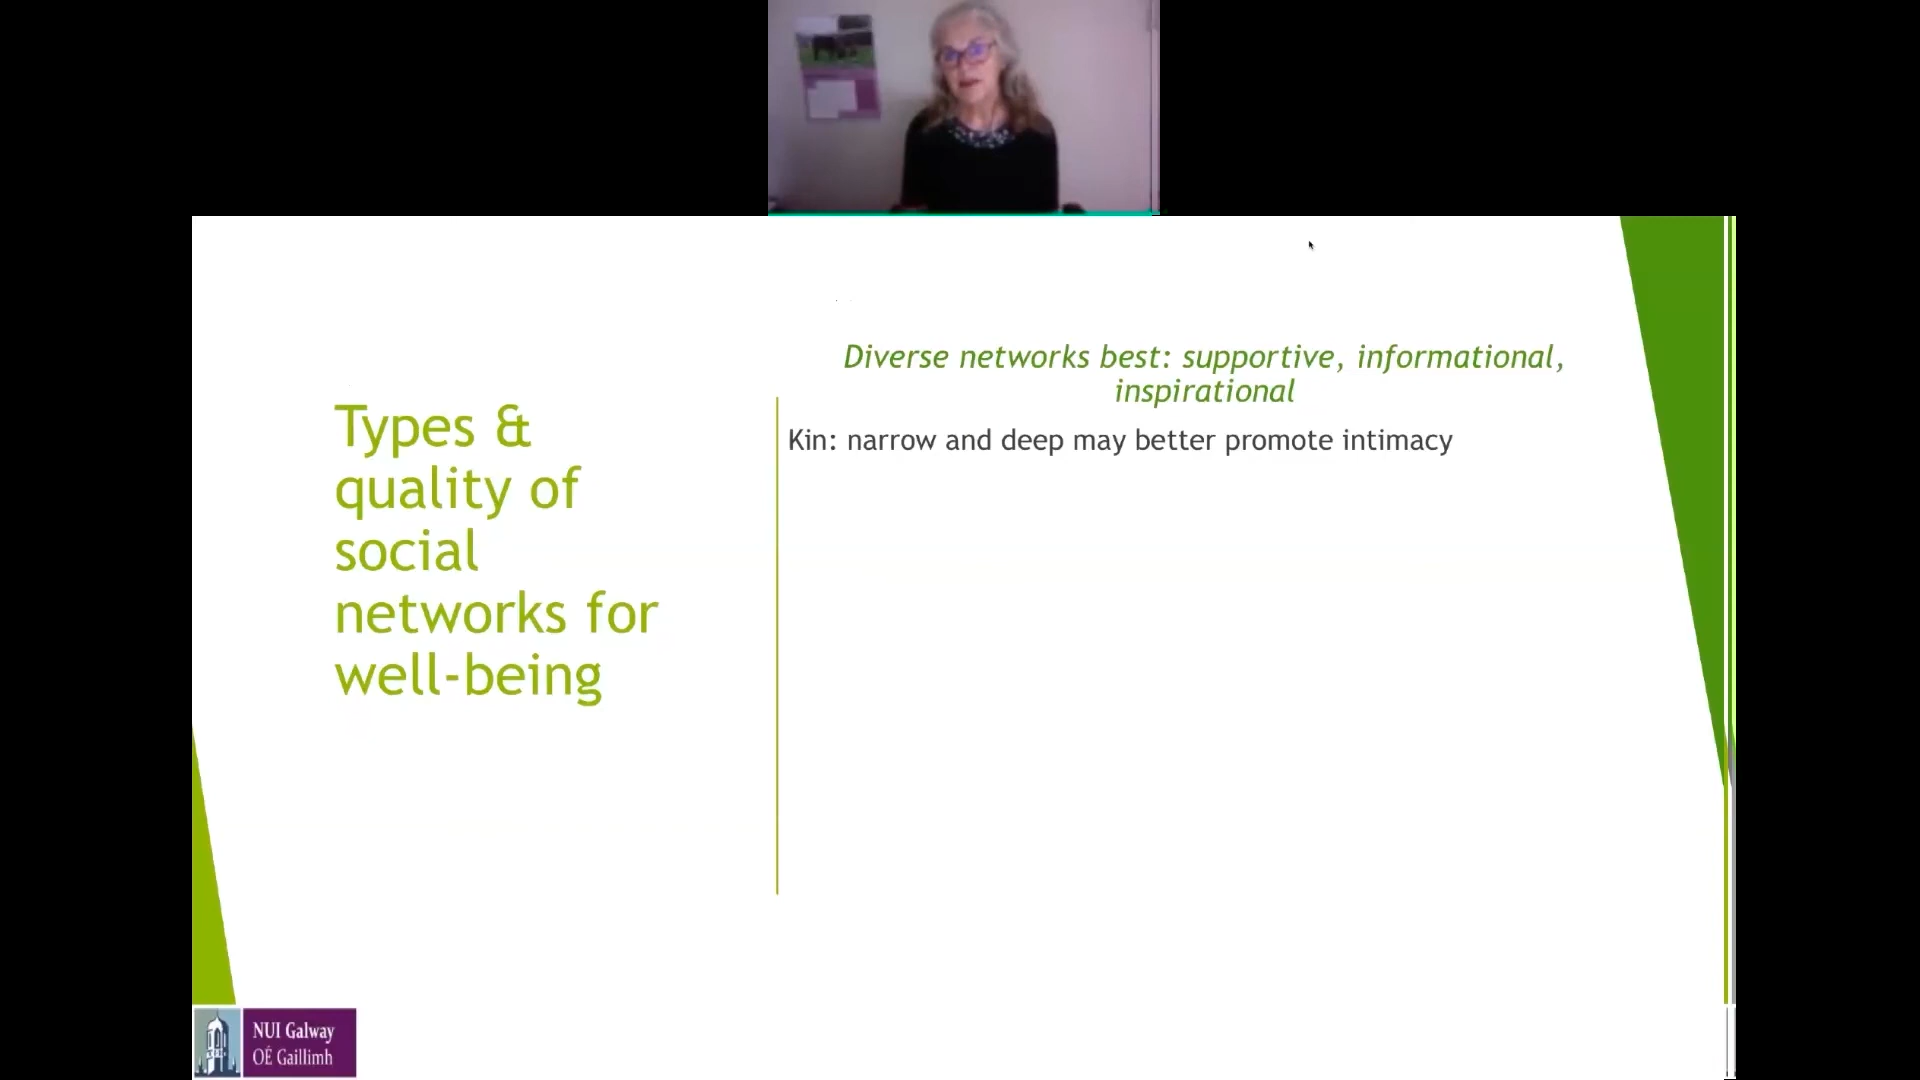 Diverse networks best: supportive, informational,
inspirational
Types &
quality of
social
networks for
well-being
Kin: narrow and deep may better promote intimacy
NUI Galway
OÉ Gaillimh